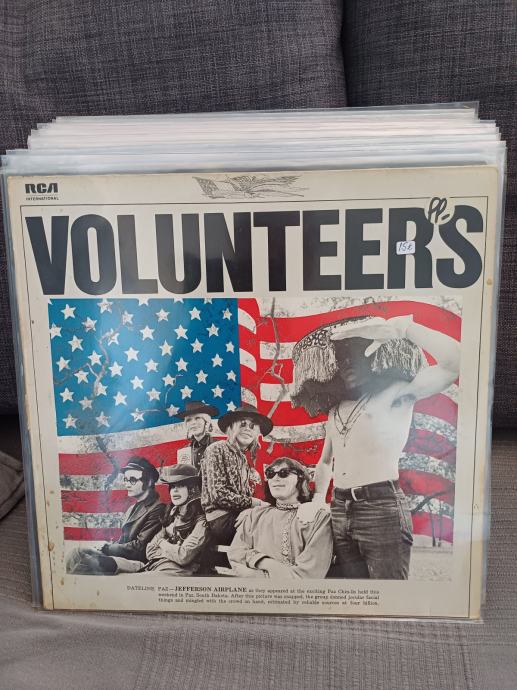 RCA
INTERNATIONAL
VOLUNTEERS
15€
DATELINE, PAZ—JEFFERSON AIRPLANE as they appeared at the exciting Paz Chin-In held this
weekend in Paz, South Dakota. After this picture was snapped, the group donned jocular facial
things and mingled with the crowd on hand, estimated by reliable sources at four billion.